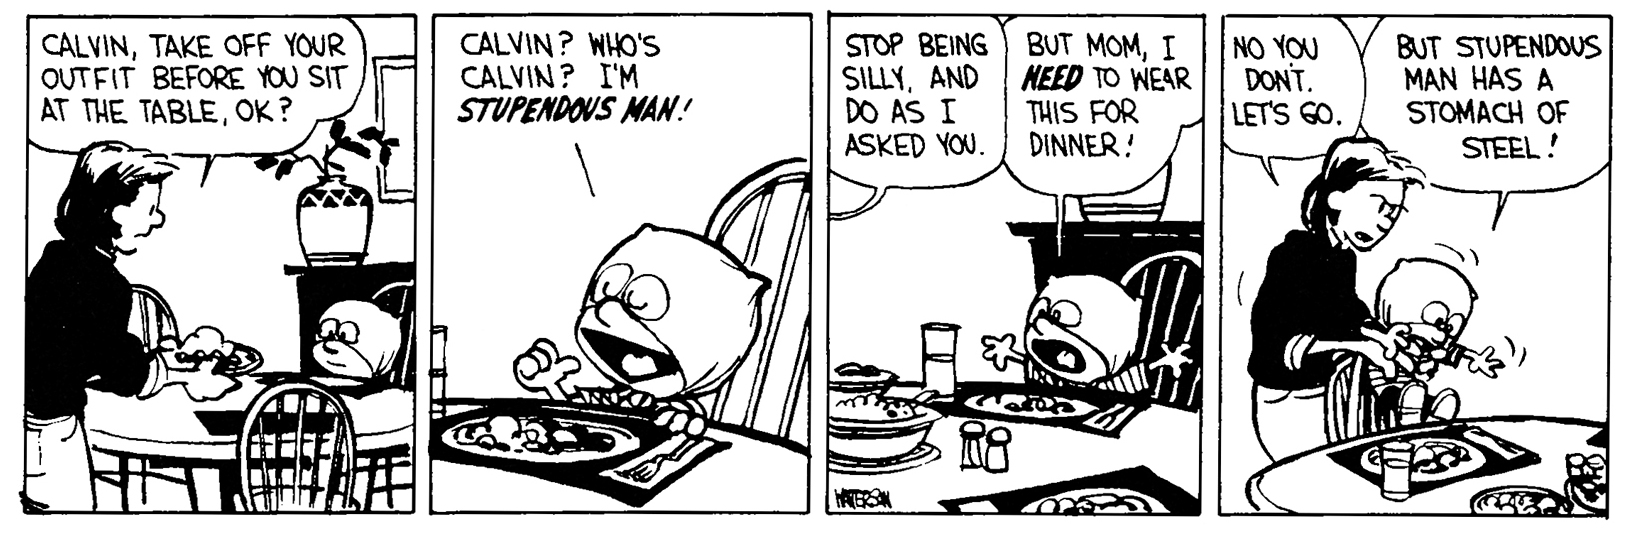 CALVIN, TAKE OFF YOUR
OUTFIT BEFORE YOU SIT
AT THE TABLE, OK?
CALVIN? WHO'S
CALVIN? I'M
STUPENDOUS MAN!
STOP BEING
SILLY, AND
DO AS I
ASKED YOU.
BUT MOM, I
NEED TO WEAR
THIS FOR
DINNER!
WATTERSON
NO YOU
DON'T.
LET'S GO.
BUT STUPENDOUS
MAN HAS A
STOMACH OF
STEEL!